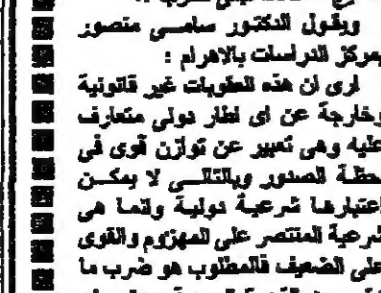 ويقول الدكتور سامى منصور
بمركز الدراسات بالاهرام :
ارى ان هذه العقوبات غير قانونية
وخارجة عن اى اطار دولى متعارف
عليه وهى تعبير عن توازن قوى فى
لحظة الصدور وبالتالى لا يمكن
اعتبارها شرعية دولية وانما هى
شرعية المنتصر على المهزوم والقوى
على الضعيف فالمطلوب هو ضرب ما